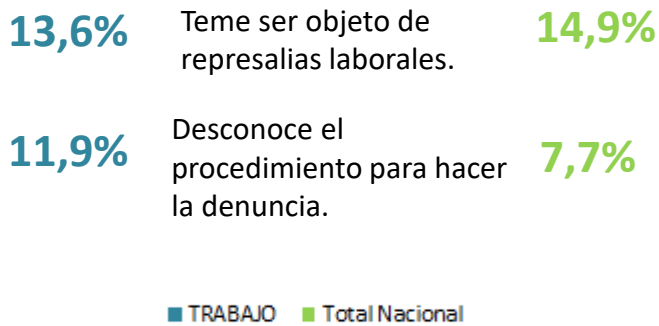 13,6%
Teme ser objeto de
represalias laborales.
14,9%
11,9%
Desconoce el
procedimiento para hacer
la denuncia.
7,7%
TRABAJO Total Nacional